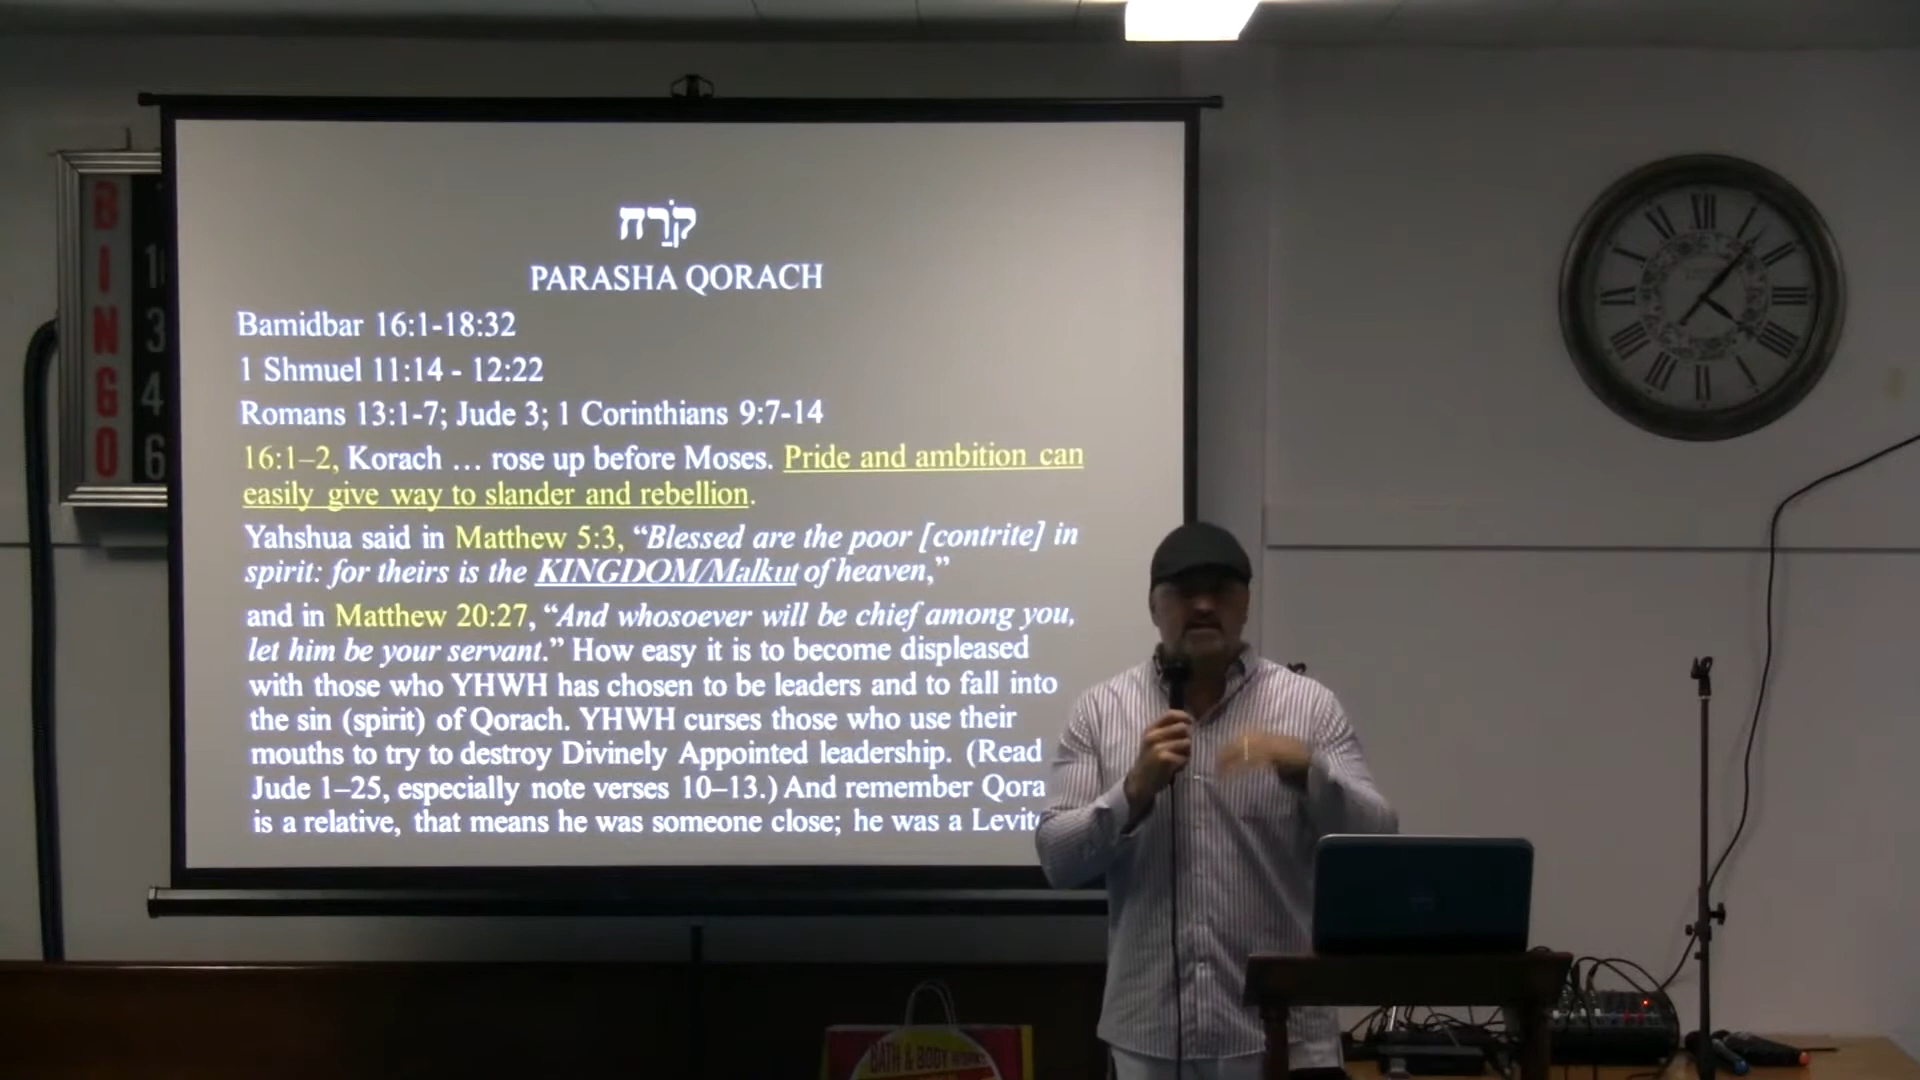 קֹרַח
PARASHA QORACH
Bamidbar 16:1-18:32
1 Shmuel 11:14 - 12:22
Romans 13:1-7; Jude 3; 1 Corinthians 9:7-14
16:1–2, Korach … rose up before Moses. Pride and ambition can
easily give way to slander and rebellion.
Yahshua said in Matthew 5:3, “Blessed are the poor [contrite] in
spirit: for theirs is the KINGDOM/Malkut of heaven,”
and in Matthew 20:27, “And whosoever will be chief among you,
let him be your servant.” How easy it is to become displeased
with those who YHWH has chosen to be leaders and to fall into
the sin (spirit) of Qorach. YHWH curses those who use their
mouths to try to destroy Divinely Appointed leadership. (Read
Jude 1–25, especially note verses 10–13.) And remember Qora
is a relative, that means he was someone close; he was a Levit
B
I
N
G
O
1
3
4
6
BATH & BODY WORKS